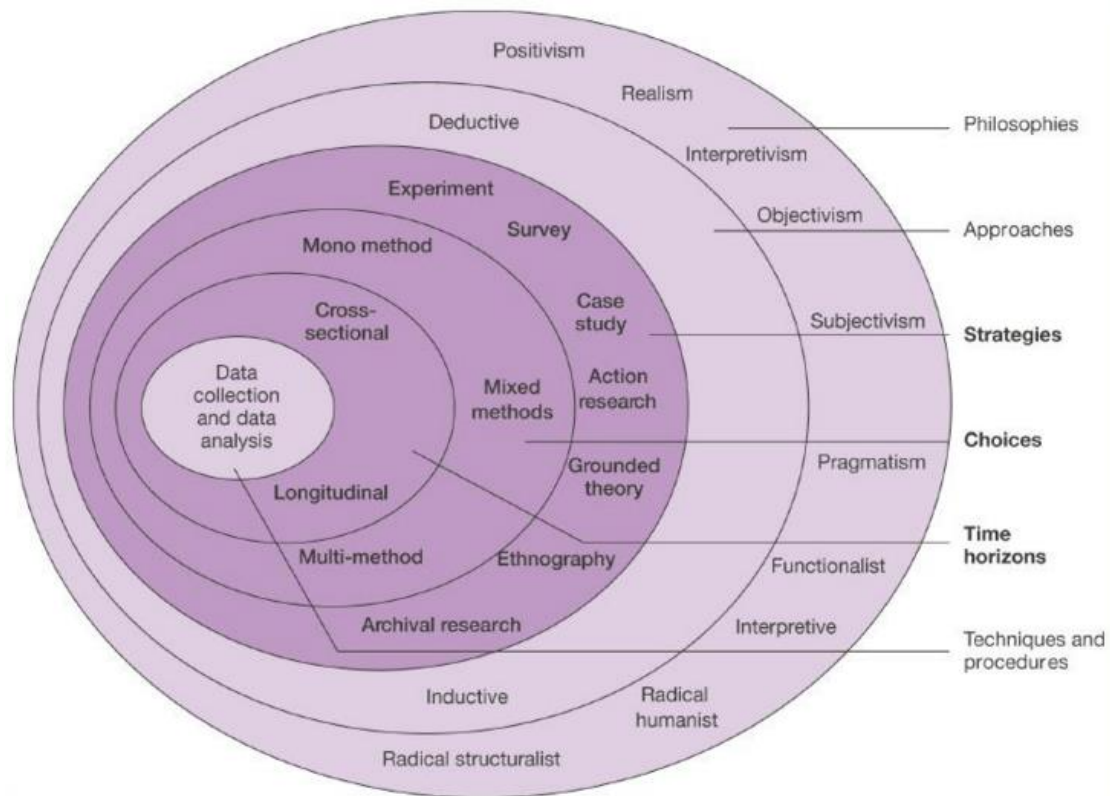 Positivism
Realism
Philosophies
Deductive
Interpretivism
Experiment
Objectivism
Approaches
Survey
Mono method
Case
study
Subjectivism
Strategies
Cross-
sectional
Data
collection
and data
analysis
Mixed
methods
Action
research
Choices
Pragmatism
Grounded
theory
Longitudinal
Time
horizons
Multi-method
Ethnography
Functionalist
Archival research
Interpretive
Techniques and
procedures
Inductive
Radical
humanist
Radical structuralist